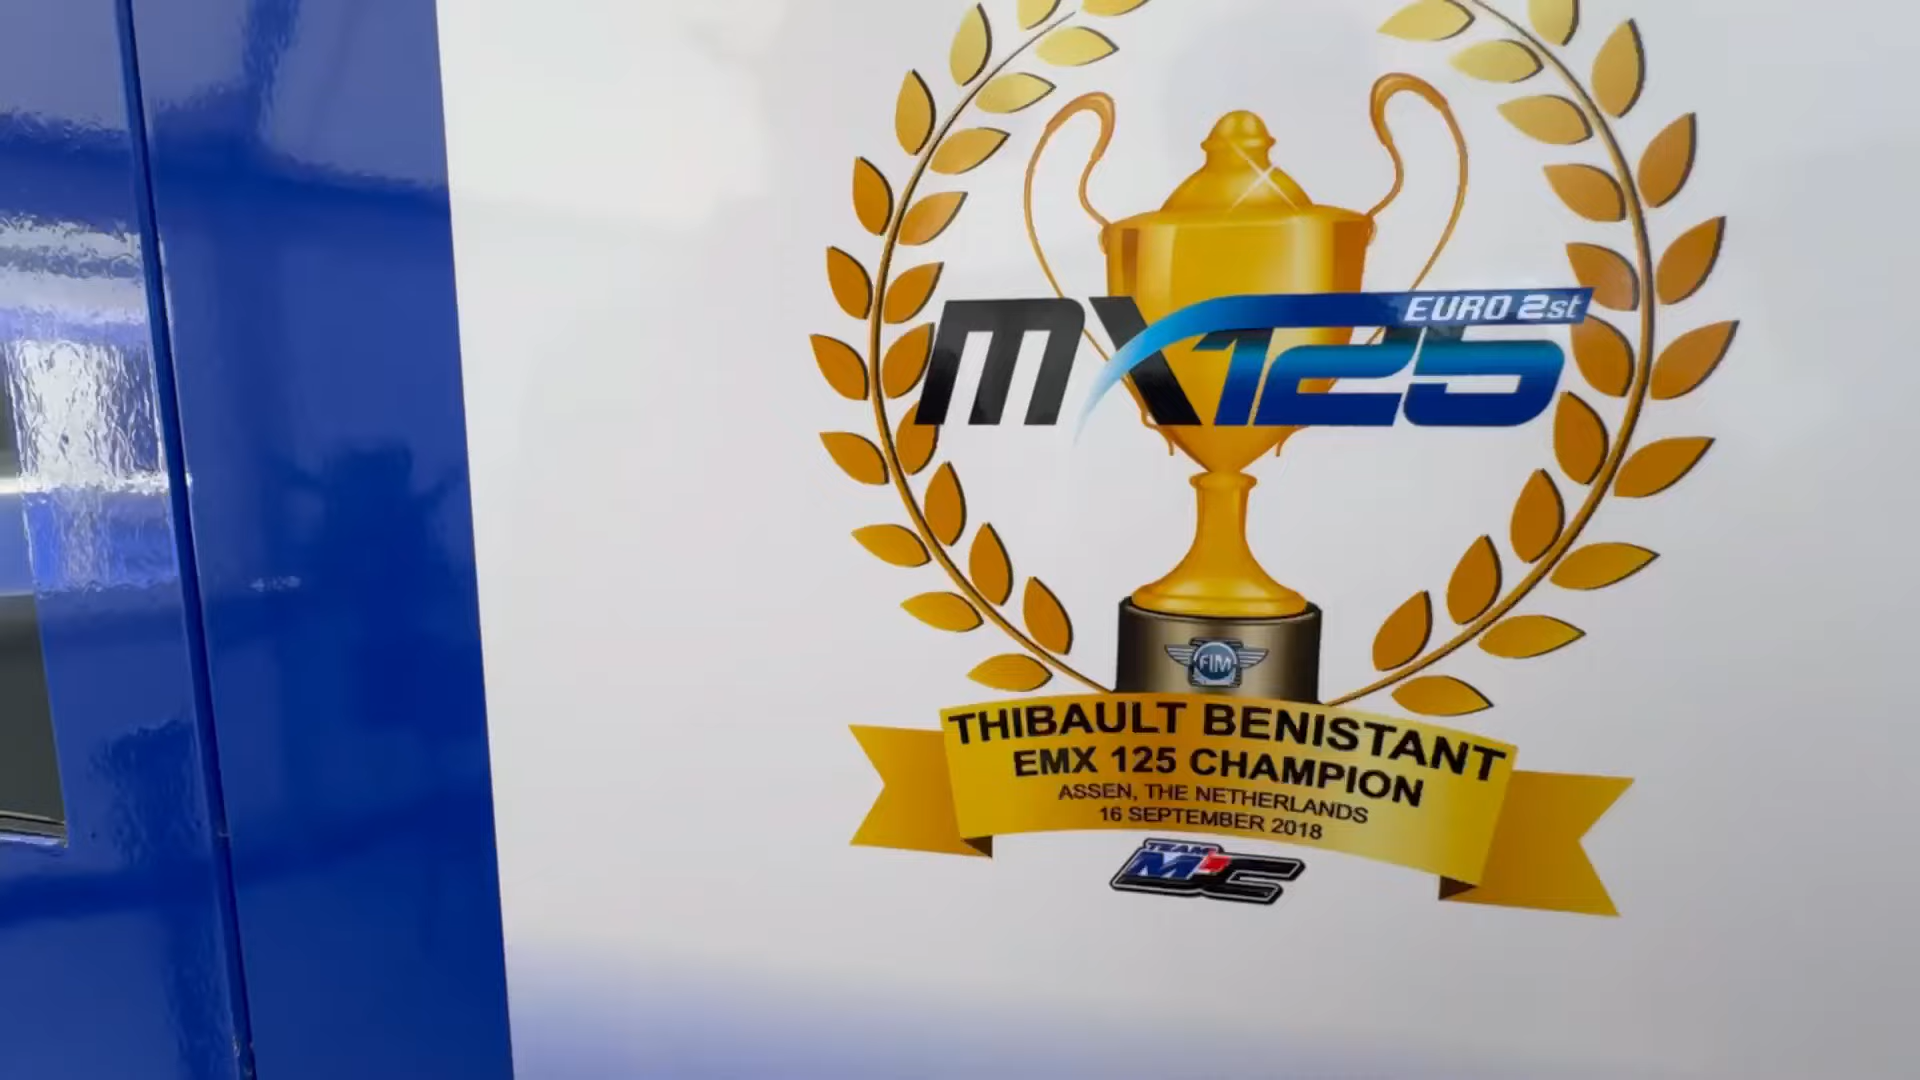 EURO 2st
MX125
FIM
THIBAULT BENISTANT
EMX 125 CHAMPION
ASSEN, THE NETHERLANDS
16 SEPTEMBER 2018
TEAM
MJC